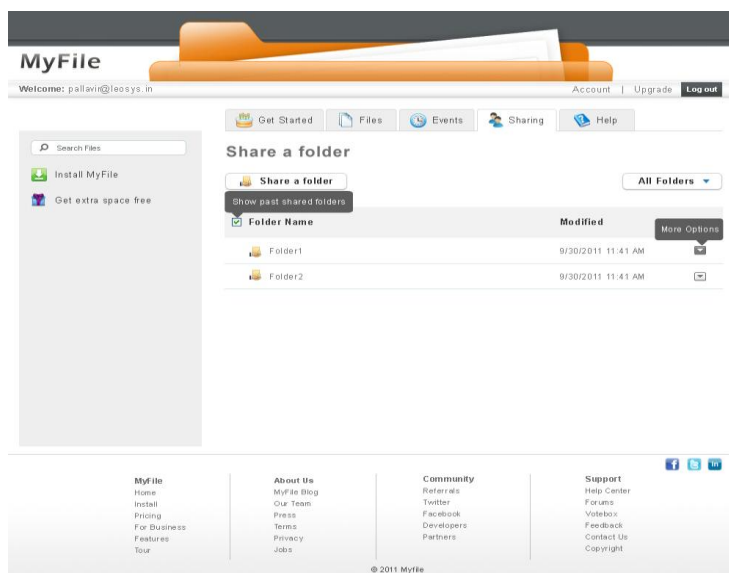 MyFile
Welcome: pallavir@leosys.in
Account | Upgrade Log out
Get Started Files Events Sharing Help
Search Files
Install MyFile
Get extra space free
Share a folder
Share a folder All Folders
Show past shared folders
Folder Name Modified
More Options
Folder1 9/30/2011 11:41 AM
Folder2 9/30/2011 11:41 AM
MyFile
Home
Install
Pricing
For Business
Features
Tour
About Us
MyFile Blog
Our Team
Press
Terms
Privacy
Jobs
Community
Referrals
Twitter
Facebook
Developers
Partners
Support
Help Center
Forums
Votebox
Feedback
Contact Us
Copyright
© 2011 Myfile